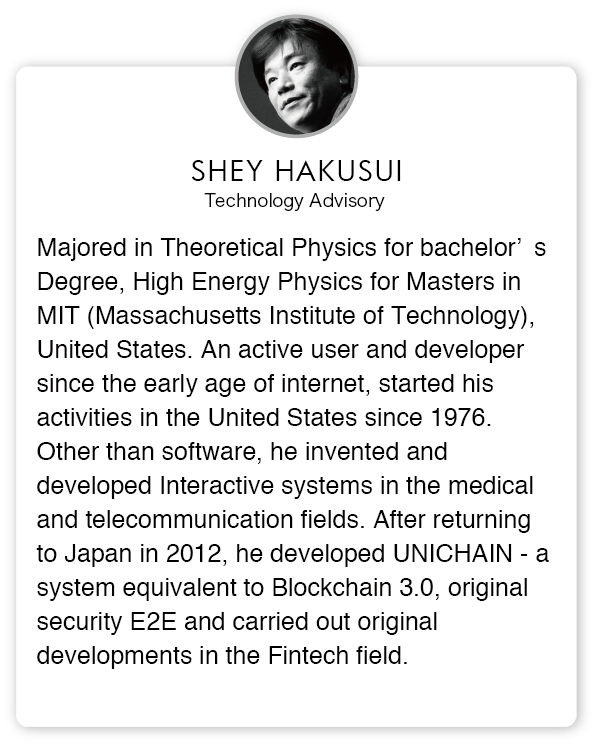 SHEY HAKUSUI
Technology Advisory
Majored in Theoretical Physics for bachelor’ s
Degree, High Energy Physics for Masters in
MIT (Massachusetts Institute of Technology),
United States. An active user and developer
since the early age of internet, started his
activities in the United States since 1976.
Other than software, he invented and
developed Interactive systems in the medical
and telecommunication fields. After returning
to Japan in 2012, he developed UNICHAIN - a
system equivalent to Blockchain 3.0, original
security E2E and carried out original
developments in the Fintech field.